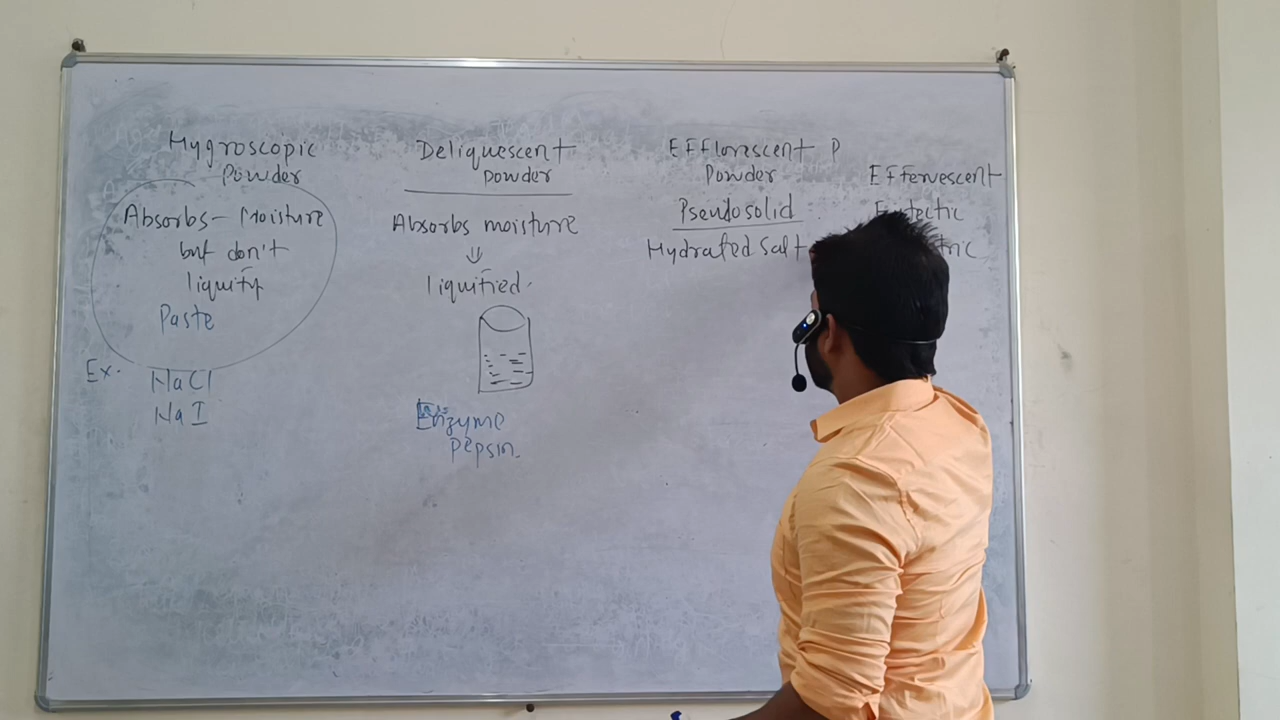 Hygroscopic
Powder
Absorbs- Moisture
but don't
liquify
Paste
Ex.
NaCl
NaI
Deliquescent
Powder
Absorbs moisture
⇓
liquified.
Enzyme
Pepsin.
Efflorescent P
Powder
Pseudosolid
Hydrated Salt
Effervescent